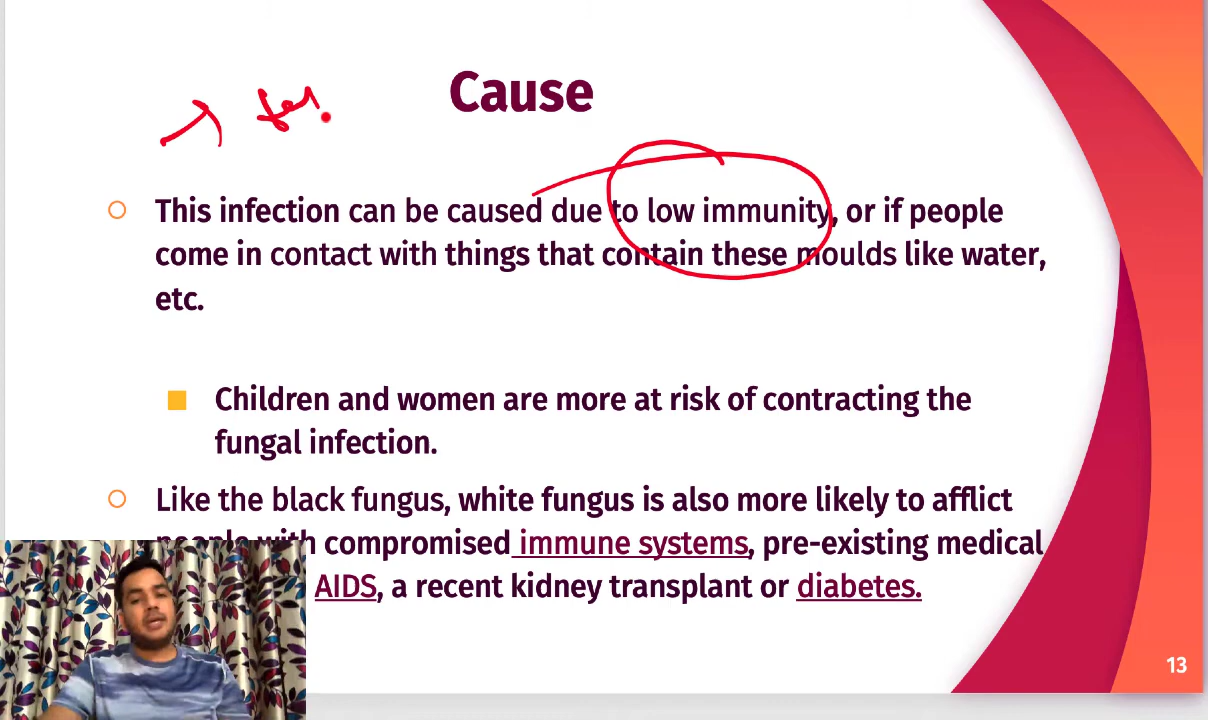 Cause
This infection can be caused due to low immunity, or if people
come in contact with things that contain these moulds like water,
etc.
Children and women are more at risk of contracting the
fungal infection.
Like the black fungus, white fungus is also more likely to afflict
people with compromised immune systems, pre-existing medical
AIDS, a recent kidney transplant or diabetes.
13